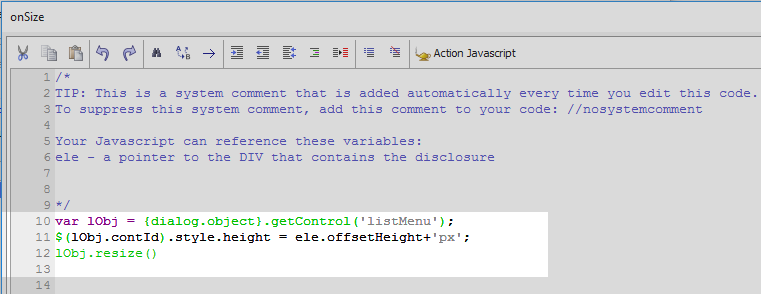 onSize
Action Javascript
1 /*
2 TIP: This is a system comment that is added automatically every time you edit this code.
3 To suppress this system comment, add this comment to your code: //nosystemcomment
4
5 Your Javascript can reference these variables:
6 ele - a pointer to the DIV that contains the disclosure
7
8
9 */
10 var lObj = {dialog.object}.getControl('listMenu');
11 $(lObj.contId).style.height = ele.offsetHeight+'px';
12 lObj.resize()
13
14